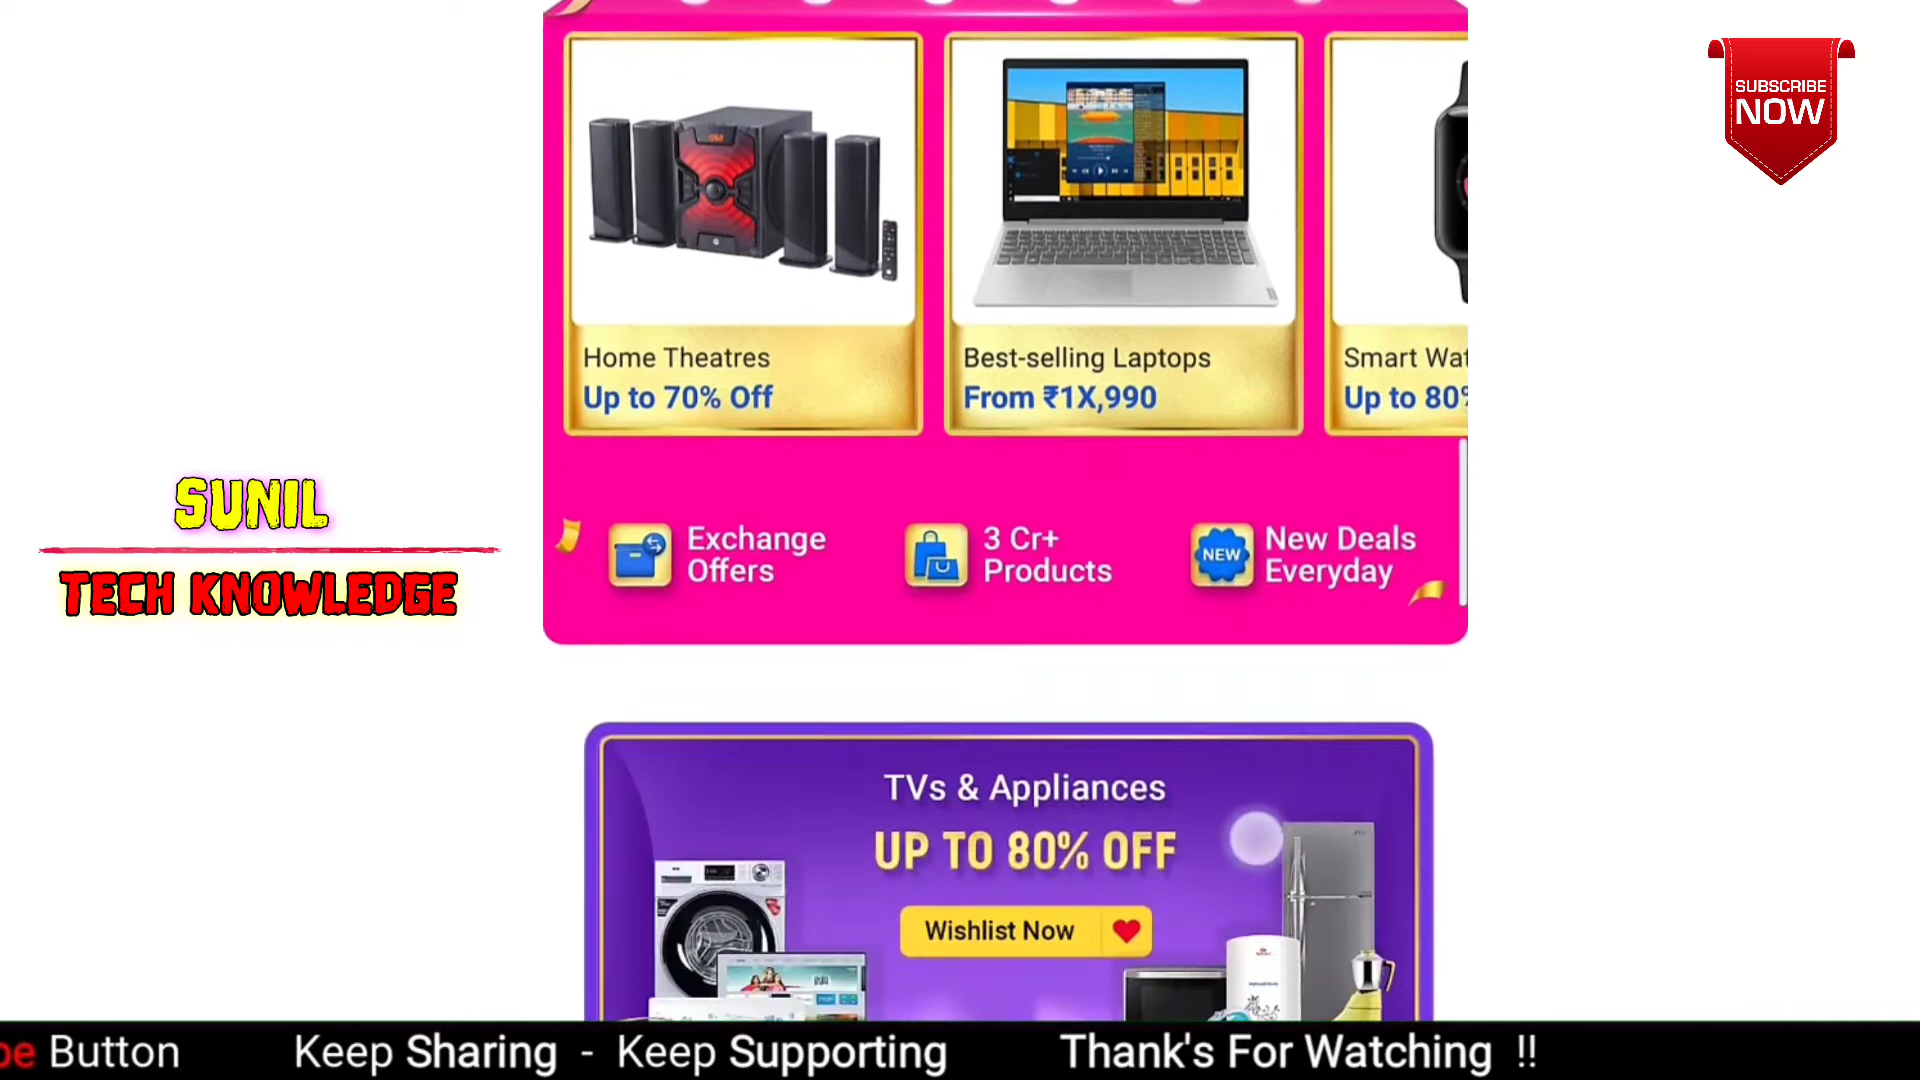 SUBSCRIBE
NOW
Home Theatres
Up to 70% Off
Best-selling Laptops
From ₹1X,990
Smart Wat
Up to 80%
SUNIL
TECH KNOWLEDGE
Exchange
Offers
3 Cr+
Products
NEW
New Deals
Everyday
TVs & Appliances
UP TO 80% OFF
Wishlist Now
be Button Keep Sharing - Keep Supporting Thank's For Watching !!